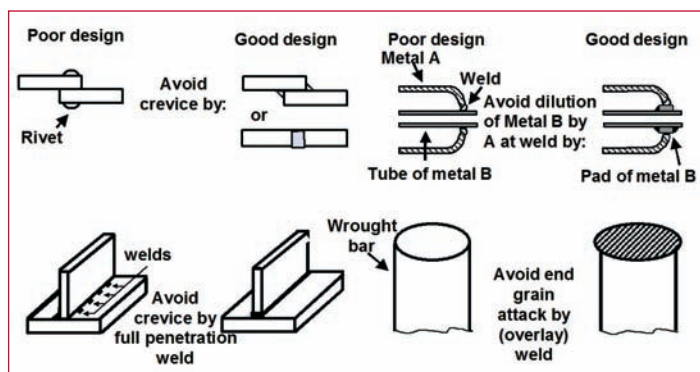 Poor design
Rivet
Avoid
crevice by:
Good design
or
Poor design
Metal A
Weld
Tube of metal B
Avoid dilution
of Metal B by
A at weld by:
Good design
Pad of metal B
welds
Avoid
crevice by
full penetration
weld
Wrought
bar
Avoid end
grain
attack by
(overlay)
weld